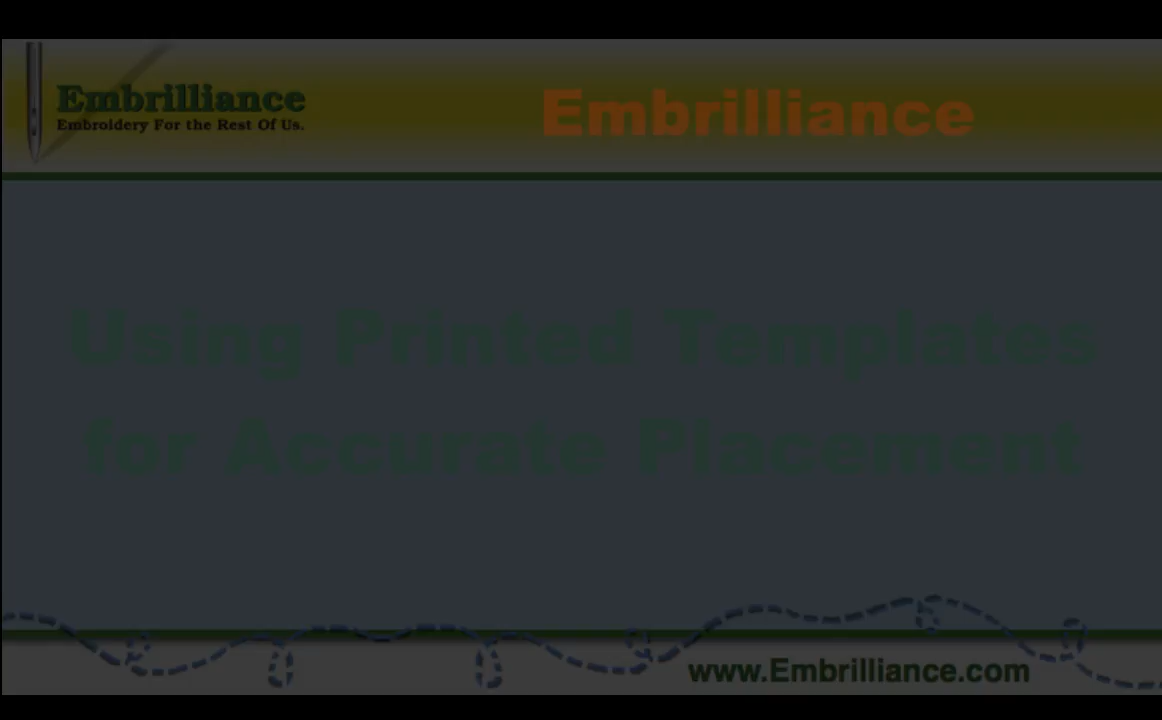 Embrilliance
Embroidery For the Rest Of Us.
Embrilliance
Using Printed Templates
for Accurate Placement
www.Embrilliance.com